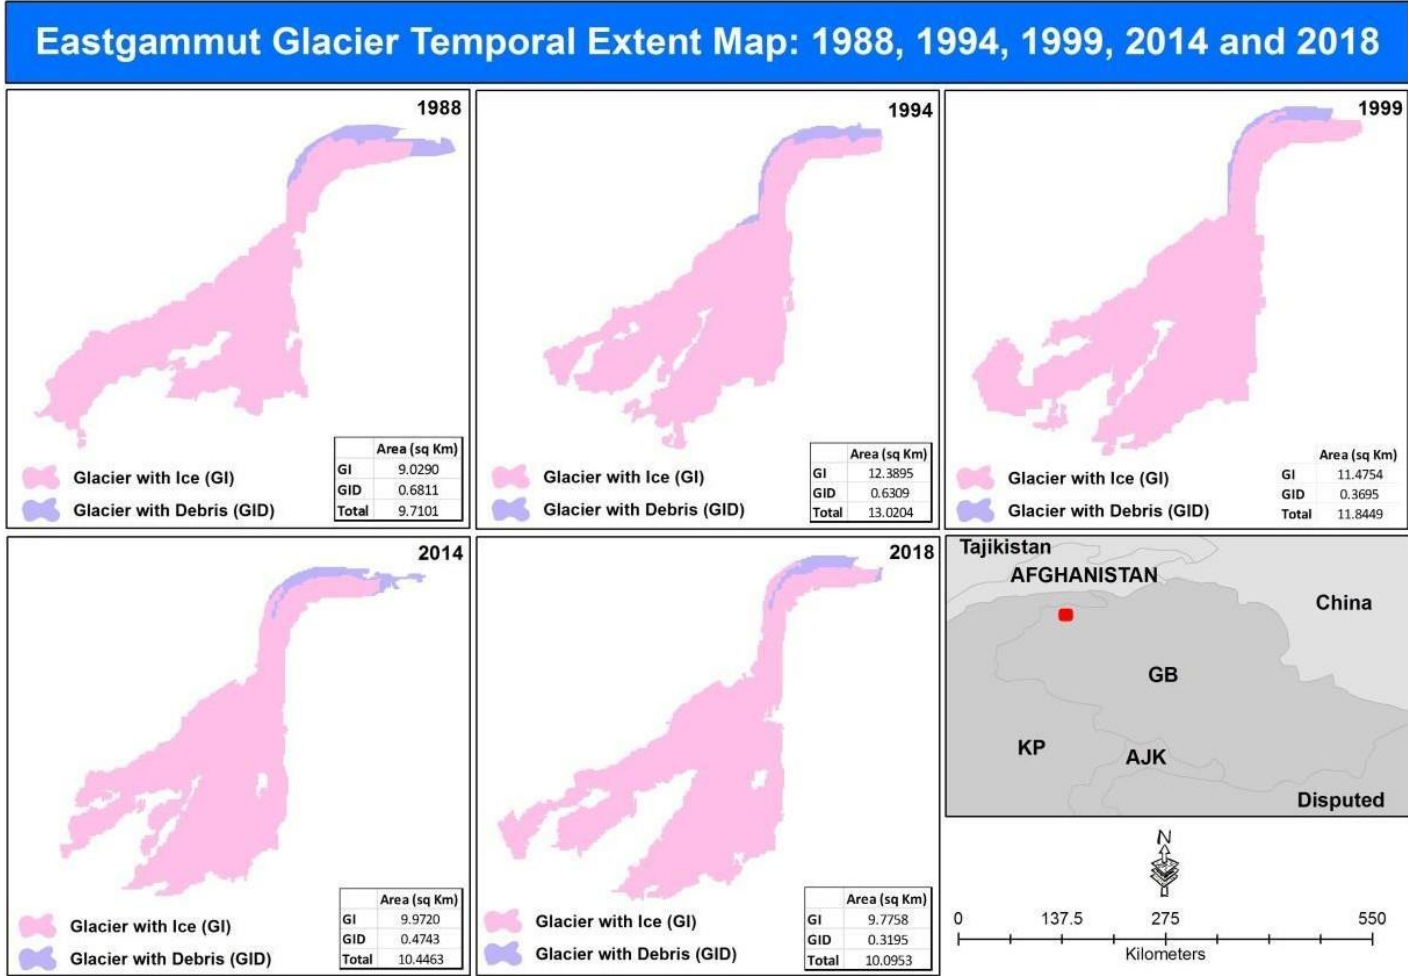 Eastgammut Glacier Temporal Extent Map: 1988, 1994, 1999, 2014 and 2018
1988
Area (sq Km)
GI 9.0290
GID 0.6811
Total 9.7101
Glacier with Ice (GI)
Glacier with Debris (GID)
1994
Area (sq Km)
GI 12.3895
GID 0.6309
Total 13.0204
Glacier with Ice (GI)
Glacier with Debris (GID)
1999
Area (sq Km)
GI 11.4754
GID 0.3695
Total 11.8449
Glacier with Ice (GI)
Glacier with Debris (GID)
2014
Area (sq Km)
GI 9.9720
GID 0.4743
Total 10.4463
Glacier with Ice (GI)
Glacier with Debris (GID)
2018
Area (sq Km)
GI 9.7758
GID 0.3195
Total 10.0953
Glacier with Ice (GI)
Glacier with Debris (GID)
Tajikistan
AFGHANISTAN
China
GB
KP
AJK
Disputed
N
0 137.5 275 550
Kilometers